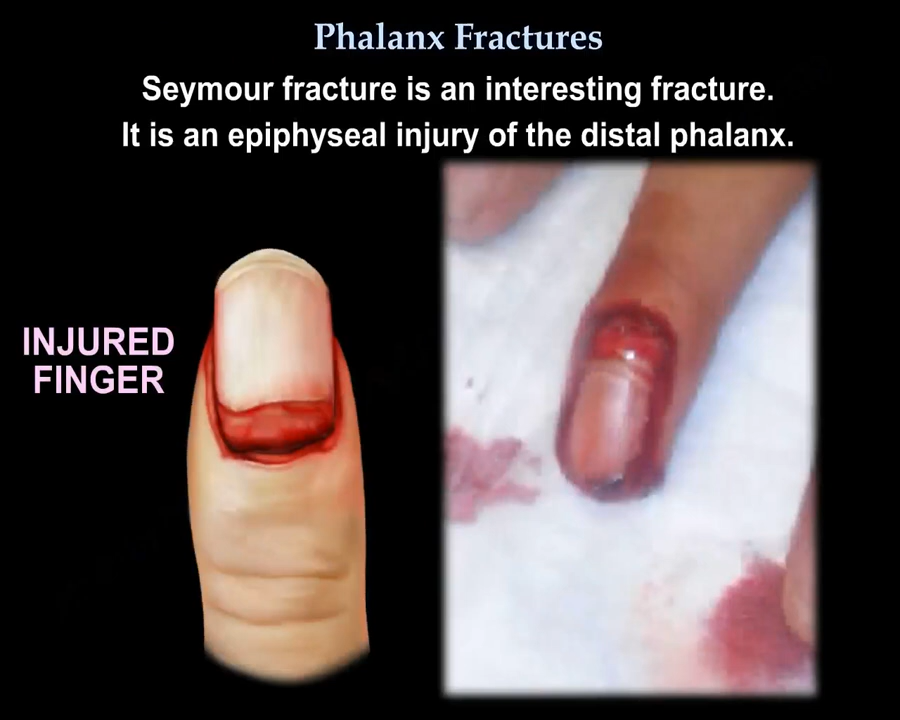 Phalanx Fractures
Seymour fracture is an interesting fracture.
It is an epiphyseal injury of the distal phalanx.
INJURED
FINGER